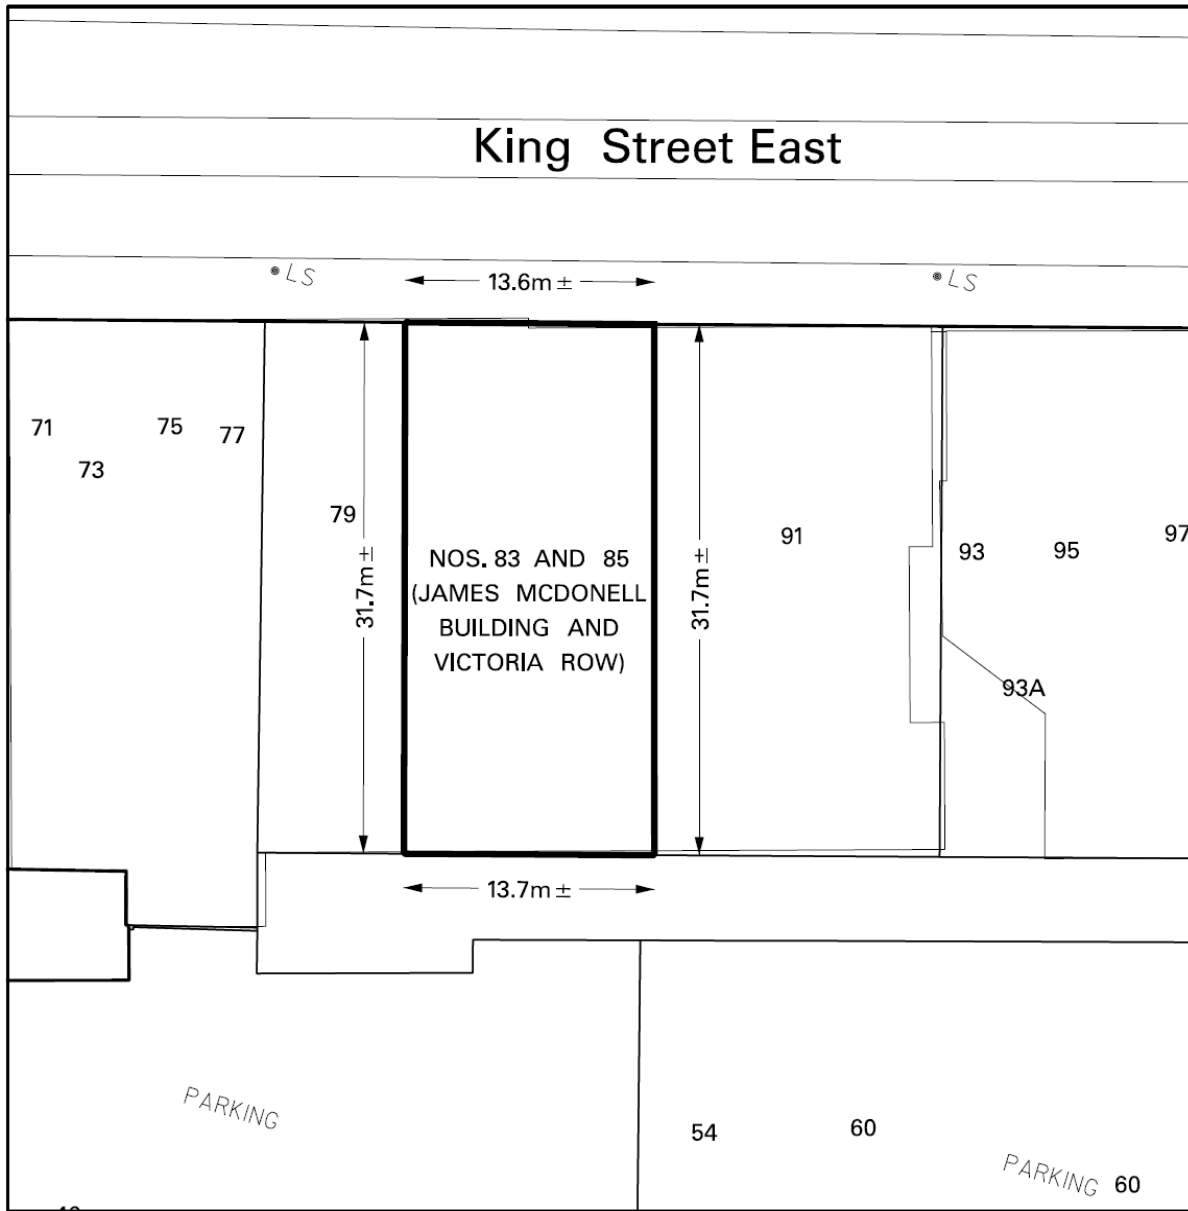 King Street East
LS
LS
13.6m ±
71
75
77
73
79
31.7m ±
NOS. 83 AND 85
(JAMES MCDONELL
BUILDING AND
VICTORIA ROW)
31.7m ±
91
93
95
97
93A
13.7m ±
PARKING
54
60
PARKING
60